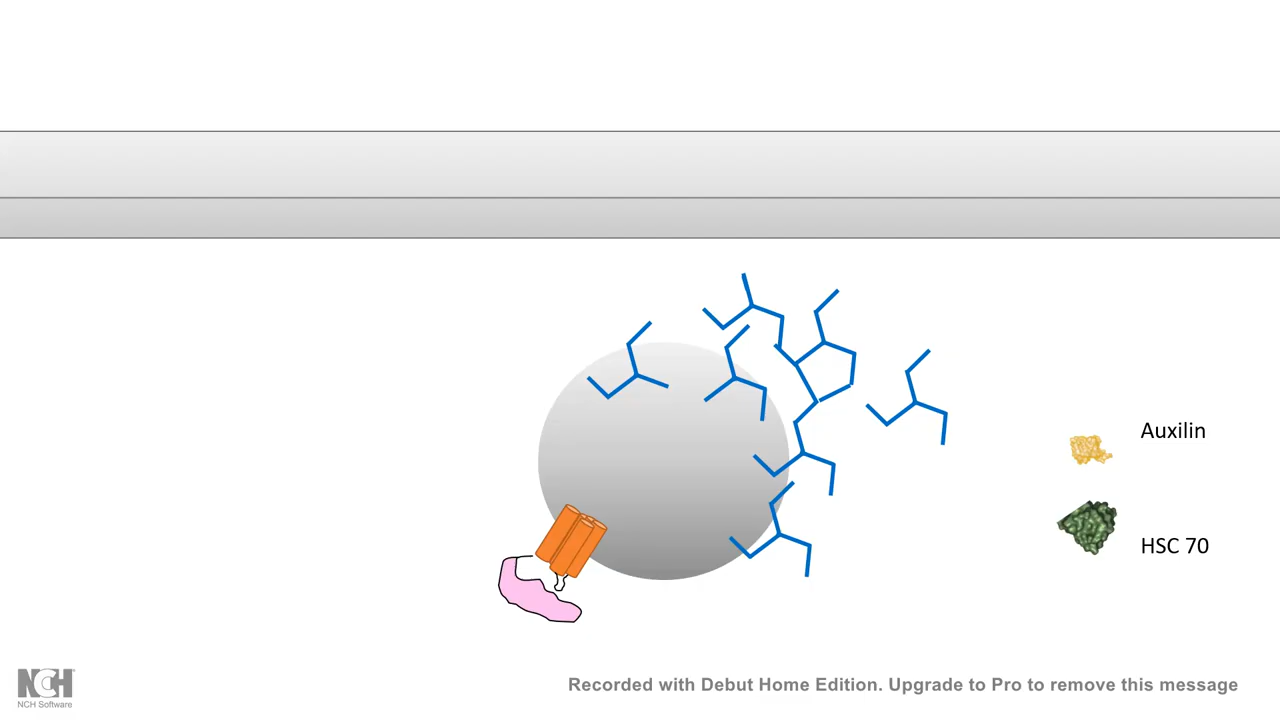 Auxilin
HSC 70
NCH
NCH Software
Recorded with Debut Home Edition. Upgrade to Pro to remove this message